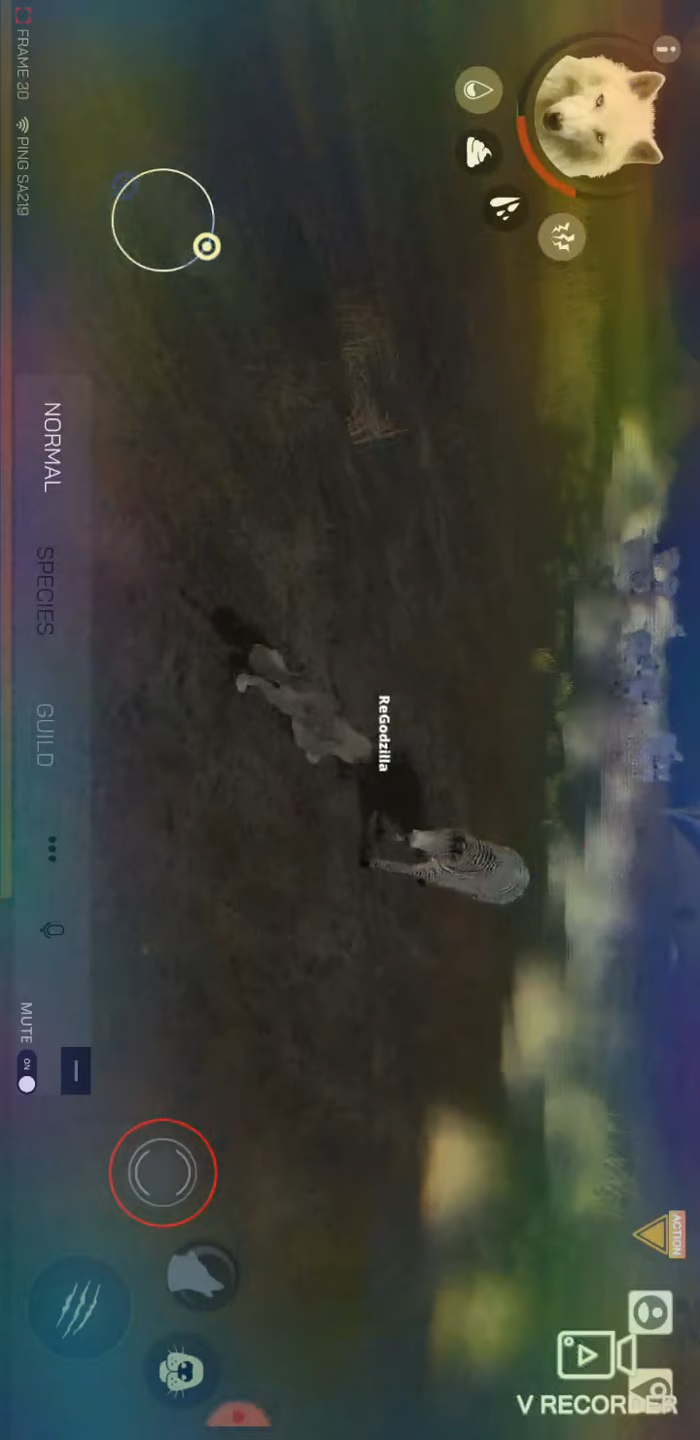 FRAME 30 PING SA219
NORMAL
SPECIES
GUILD
MUTE
ON
ReGodzilla
ACTION
V RECORDER